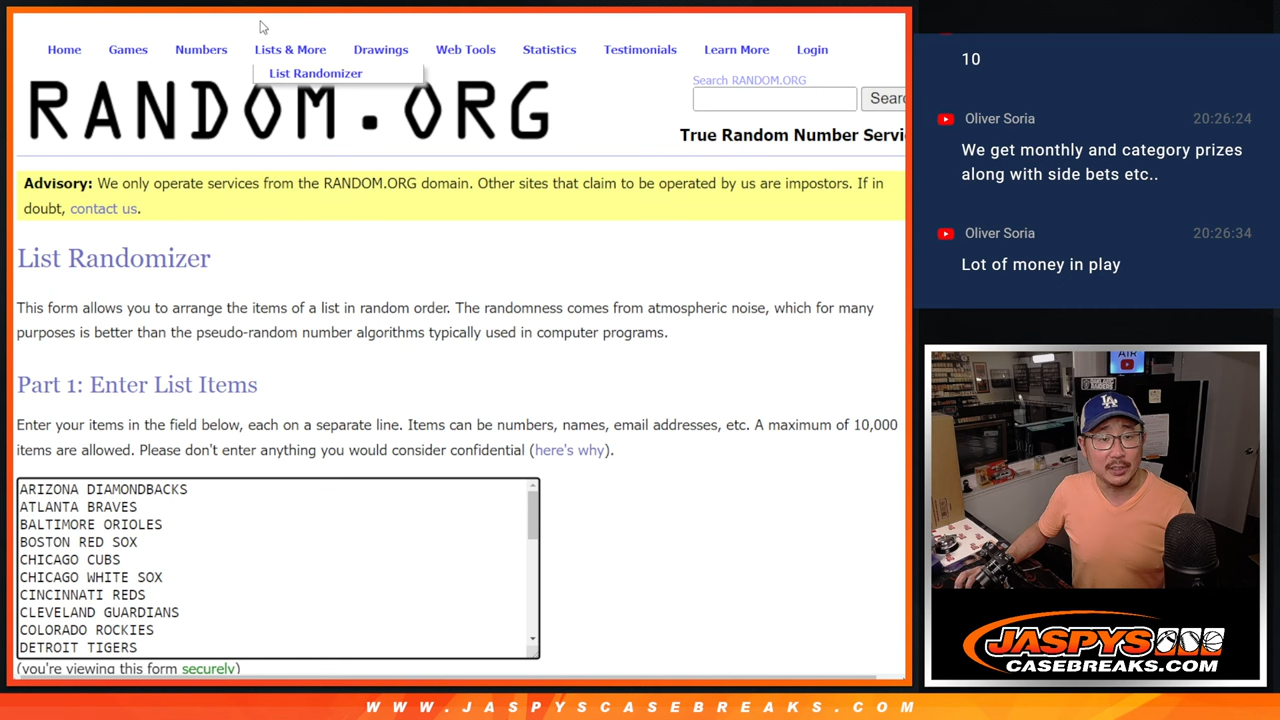 Home Games Numbers Lists & More Drawings Web Tools Statistics Testimonials Learn More Login
List Randomizer
Search RANDOM.ORG
RANDOM.ORG
Searc
True Random Number Servi
Advisory: We only operate services from the RANDOM.ORG domain. Other sites that claim to be operated by us are impostors. If in
doubt, contact us.
List Randomizer
This form allows you to arrange the items of a list in random order. The randomness comes from atmospheric noise, which for many
purposes is better than the pseudo-random number algorithms typically used in computer programs.
Part 1: Enter List Items
Enter your items in the field below, each on a separate line. Items can be numbers, names, email addresses, etc. A maximum of 10,000
items are allowed. Please don't enter anything you would consider confidential (here's why).
ARIZONA DIAMONDBACKS
ATLANTA BRAVES
BALTIMORE ORIOLES
BOSTON RED SOX
CHICAGO CUBS
CHICAGO WHITE SOX
CINCINNATI REDS
CLEVELAND GUARDIANS
COLORADO ROCKIES
DETROIT TIGERS
(you're viewing this form securely)
10
Oliver Soria 20:26:24
We get monthly and category prizes
along with side bets etc..
Oliver Soria 20:26:34
Lot of money in play
AIR
LA
JASPYS
CASEBREAKS.COM
WWW.JASPYSCASEBREAKS.COM